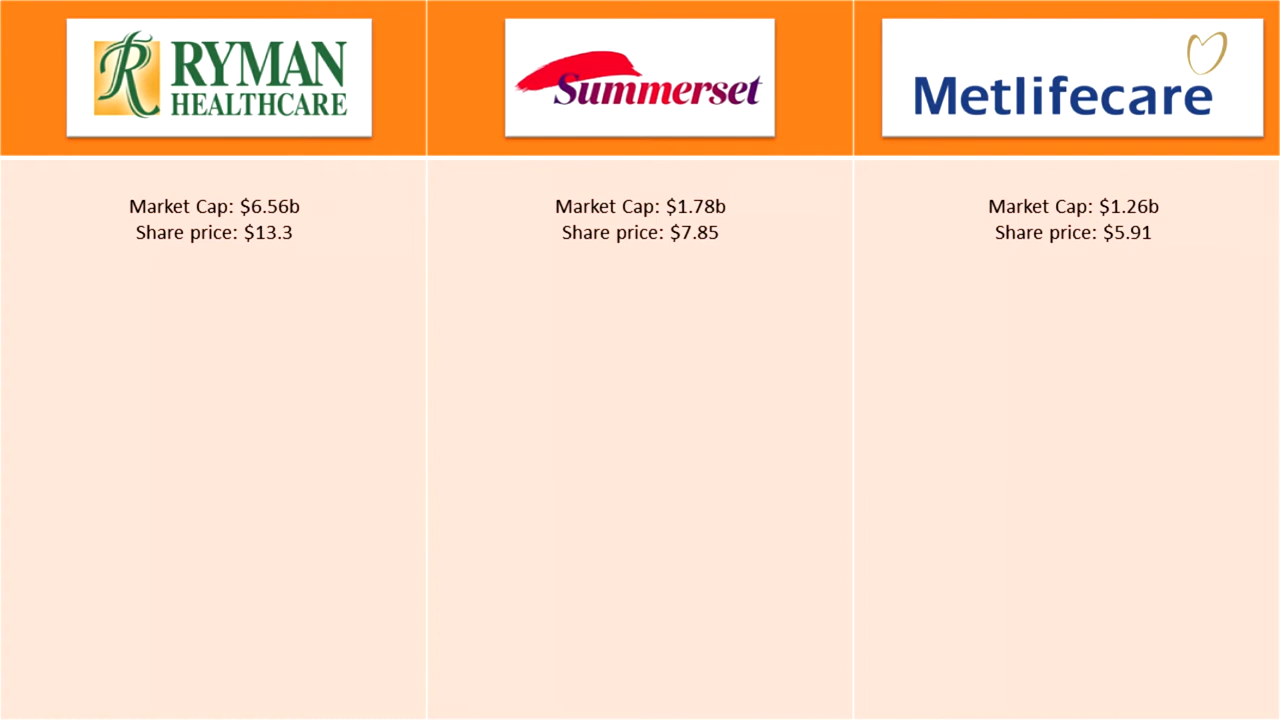 RYMAN
HEALTHCARE
Summerset
Metlifecare
Market Cap: $6.56b
Share price: $13.3
Market Cap: $1.78b
Share price: $7.85
Market Cap: $1.26b
Share price: $5.91